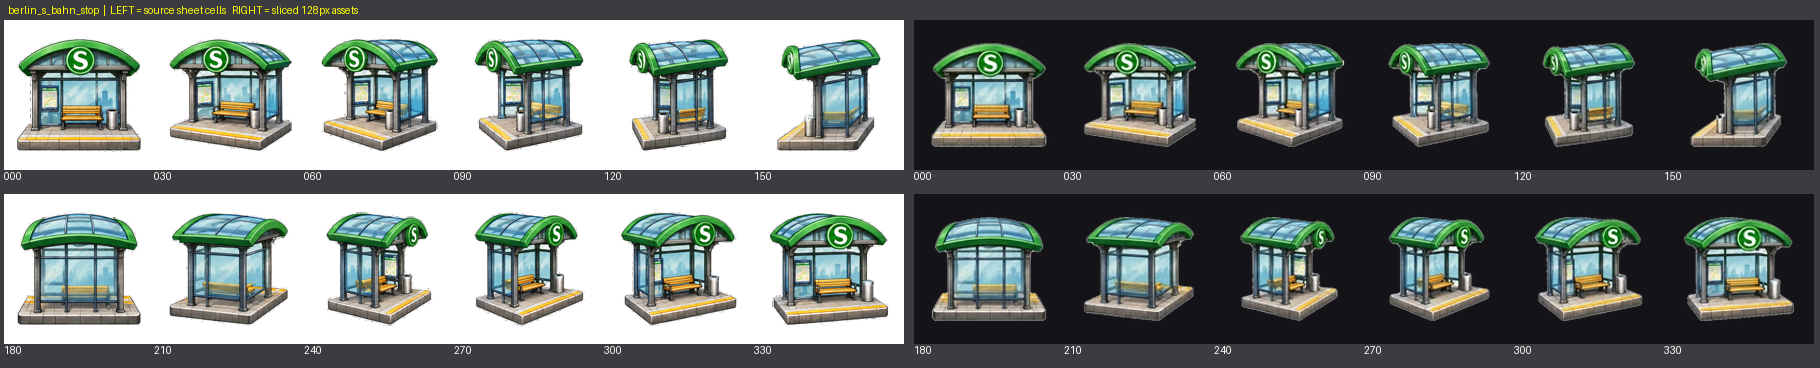 berlin_s_bahn_stop | LEFT = source sheet cells RIGHT = sliced 128px assets
S S S S S S S S S S S S
000 030 060 090 120 150 000 030 060 090 120 150
S S S S S S S S
180 210 240 270 300 330 180 210 240 270 300 330